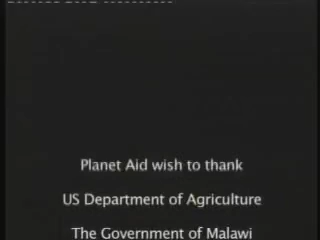 Planet Aid wish to thank
US Department of Agriculture
The Government of Malawi